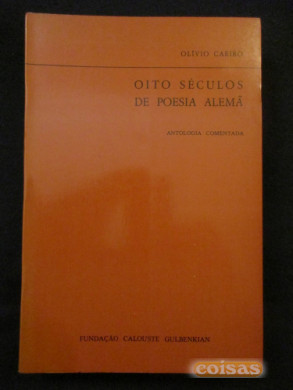 OLÍVIO CAEIRO
OITO SÉCULOS
DE POESIA ALEMÃ
ANTOLOGIA COMENTADA
FUNDAÇÃO CALOUSTE GULBENKIAN
coisas